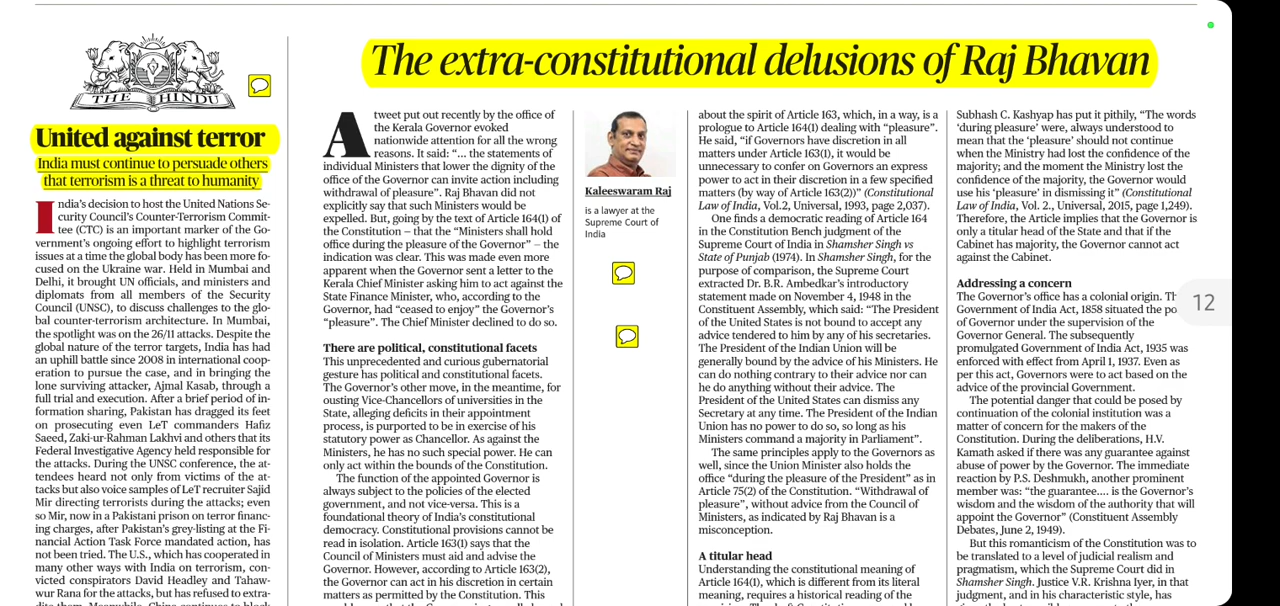 THE HINDU
United against terror
India must continue to persuade others
that terrorism is a threat to humanity
India's decision to host the United Nations Se-
curity Council's Counter-Terrorism Commit-
tee (CTC) is an important marker of the Go-
vernment's ongoing effort to highlight terrorism
issues at a time the global body has been more fo-
cused on the Ukraine war. Held in Mumbai and
Delhi, it brought UN officials, and ministers and
diplomats from all members of the Security
Council (UNSC), to discuss challenges to the glo-
bal counter-terrorism architecture. In Mumbai,
the spotlight was on the 26/11 attacks. Despite the
global nature of the terror targets, India has had
an uphill battle since 2008 in international coop-
eration to pursue the case, and in bringing the
lone surviving attacker, Ajmal Kasab, through a
full trial and execution. After a brief period of in-
formation sharing, Pakistan has dragged its feet
on prosecuting even LeT commanders Hafiz
Saeed, Zaki-ur-Rahman Lakhvi and others that its
Federal Investigative Agency held responsible for
the attacks. During the UNSC conference, the at-
tendees heard not only from victims of the at-
tacks but also voice samples of LeT recruiter Sajid
Mir directing terrorists during the attacks; even
so Mir, now in a Pakistani prison on terror financ-
ing charges, after Pakistan's grey-listing at the Fi-
nancial Action Task Force mandated action, has
not been tried. The U.S., which has cooperated in
many other ways with India on terrorism, con-
victed conspirators David Headley and Tahaw-
wur Rana for the attacks, but has refused to extra-
The extra-constitutional delusions of Raj Bhavan
A tweet put out recently by the office of
the Kerala Governor evoked
nationwide attention for all the wrong
reasons. It said: “... the statements of
individual Ministers that lower the dignity of the
office of the Governor can invite action including
withdrawal of pleasure”. Raj Bhavan did not
explicitly say that such Ministers would be
expelled. But, going by the text of Article 164(1) of
the Constitution – that the “Ministers shall hold
office during the pleasure of the Governor” – the
indication was clear. This was made even more
apparent when the Governor sent a letter to the
Kerala Chief Minister asking him to act against the
State Finance Minister, who, according to the
Governor, had “ceased to enjoy” the Governor's
“pleasure”. The Chief Minister declined to do so.
There are political, constitutional facets
This unprecedented and curious gubernatorial
gesture has political and constitutional facets.
The Governor's other move, in the meantime, for
ousting Vice-Chancellors of universities in the
State, alleging deficits in their appointment
process, is purported to be in exercise of his
statutory power as Chancellor. As against the
Ministers, he has no such special power. He can
only act within the bounds of the Constitution.
The function of the appointed Governor is
always subject to the policies of the elected
government, and not vice-versa. This is a
foundational theory of India's constitutional
democracy. Constitutional provisions cannot be
read in isolation. Article 163(1) says that the
Council of Ministers must aid and advise the
Governor. However, according to Article 163(2),
the Governor can act in his discretion in certain
matters as permitted by the Constitution. This
Kaleeswaram Raj
is a lawyer at the
Supreme Court of
India
about the spirit of Article 163, which, in a way, is a
prologue to Article 164(1) dealing with “pleasure”.
He said, “if Governors have discretion in all
matters under Article 163(1), it would be
unnecessary to confer on Governors an express
power to act in their discretion in a few specified
matters (by way of Article 163(2))” (Constitutional
Law of India, Vol.2, Universal, 1993, page 2,037).
One finds a democratic reading of Article 164
in the Constitution Bench judgment of the
Supreme Court of India in Shamsher Singh vs
State of Punjab (1974). In Shamsher Singh, for the
purpose of comparison, the Supreme Court
extracted Dr. B.R. Ambedkar's introductory
statement made on November 4, 1948 in the
Constituent Assembly, which said: “The President
of the United States is not bound to accept any
advice tendered to him by any of his secretaries.
The President of the Indian Union will be
generally bound by the advice of his Ministers. He
can do nothing contrary to their advice nor can
he do anything without their advice. The
President of the United States can dismiss any
Secretary at any time. The President of the Indian
Union has no power to do so, so long as his
Ministers command a majority in Parliament”.
The same principles apply to the Governors as
well, since the Union Minister also holds the
office “during the pleasure of the President” as in
Article 75(2) of the Constitution. “Withdrawal of
pleasure”, without advice from the Council of
Ministers, as indicated by Raj Bhavan is a
misconception.
A titular head
Understanding the constitutional meaning of
Article 164(1), which is different from its literal
meaning, requires a historical reading of the
Subhash C. Kashyap has put it pithily, “The words
‘during pleasure’ were, always understood to
mean that the ‘pleasure’ should not continue
when the Ministry had lost the confidence of the
majority; and the moment the Ministry lost the
confidence of the majority, the Governor would
use his ‘pleasure’ in dismissing it” (Constitutional
Law of India, Vol. 2., Universal, 2015, page 1,249).
Therefore, the Article implies that the Governor is
only a titular head of the State and that if the
Cabinet has majority, the Governor cannot act
against the Cabinet.
Addressing a concern
The Governor's office has a colonial origin. The
Government of India Act, 1858 situated the
of Governor under the supervision of the
Governor General. The subsequently
promulgated Government of India Act, 1935 was
enforced with effect from April 1, 1937. Even as
per this act, Governors were to act based on the
advice of the provincial Government.
The potential danger that could be posed by
continuation of the colonial institution was a
matter of concern for the makers of the
Constitution. During the deliberations, H.V.
Kamath asked if there was any guarantee against
abuse of power by the Governor. The immediate
reaction by P.S. Deshmukh, another prominent
member was: “the guarantee.... is the Governor's
wisdom and the wisdom of the authority that will
appoint the Governor” (Constituent Assembly
Debates, June 2, 1949).
But this romanticism of the Constitution was to
be translated to a level of judicial realism and
pragmatism, which the Supreme Court did in
Shamsher Singh. Justice V.R. Krishna Iyer, in that
judgment, and in his characteristic style, has
12